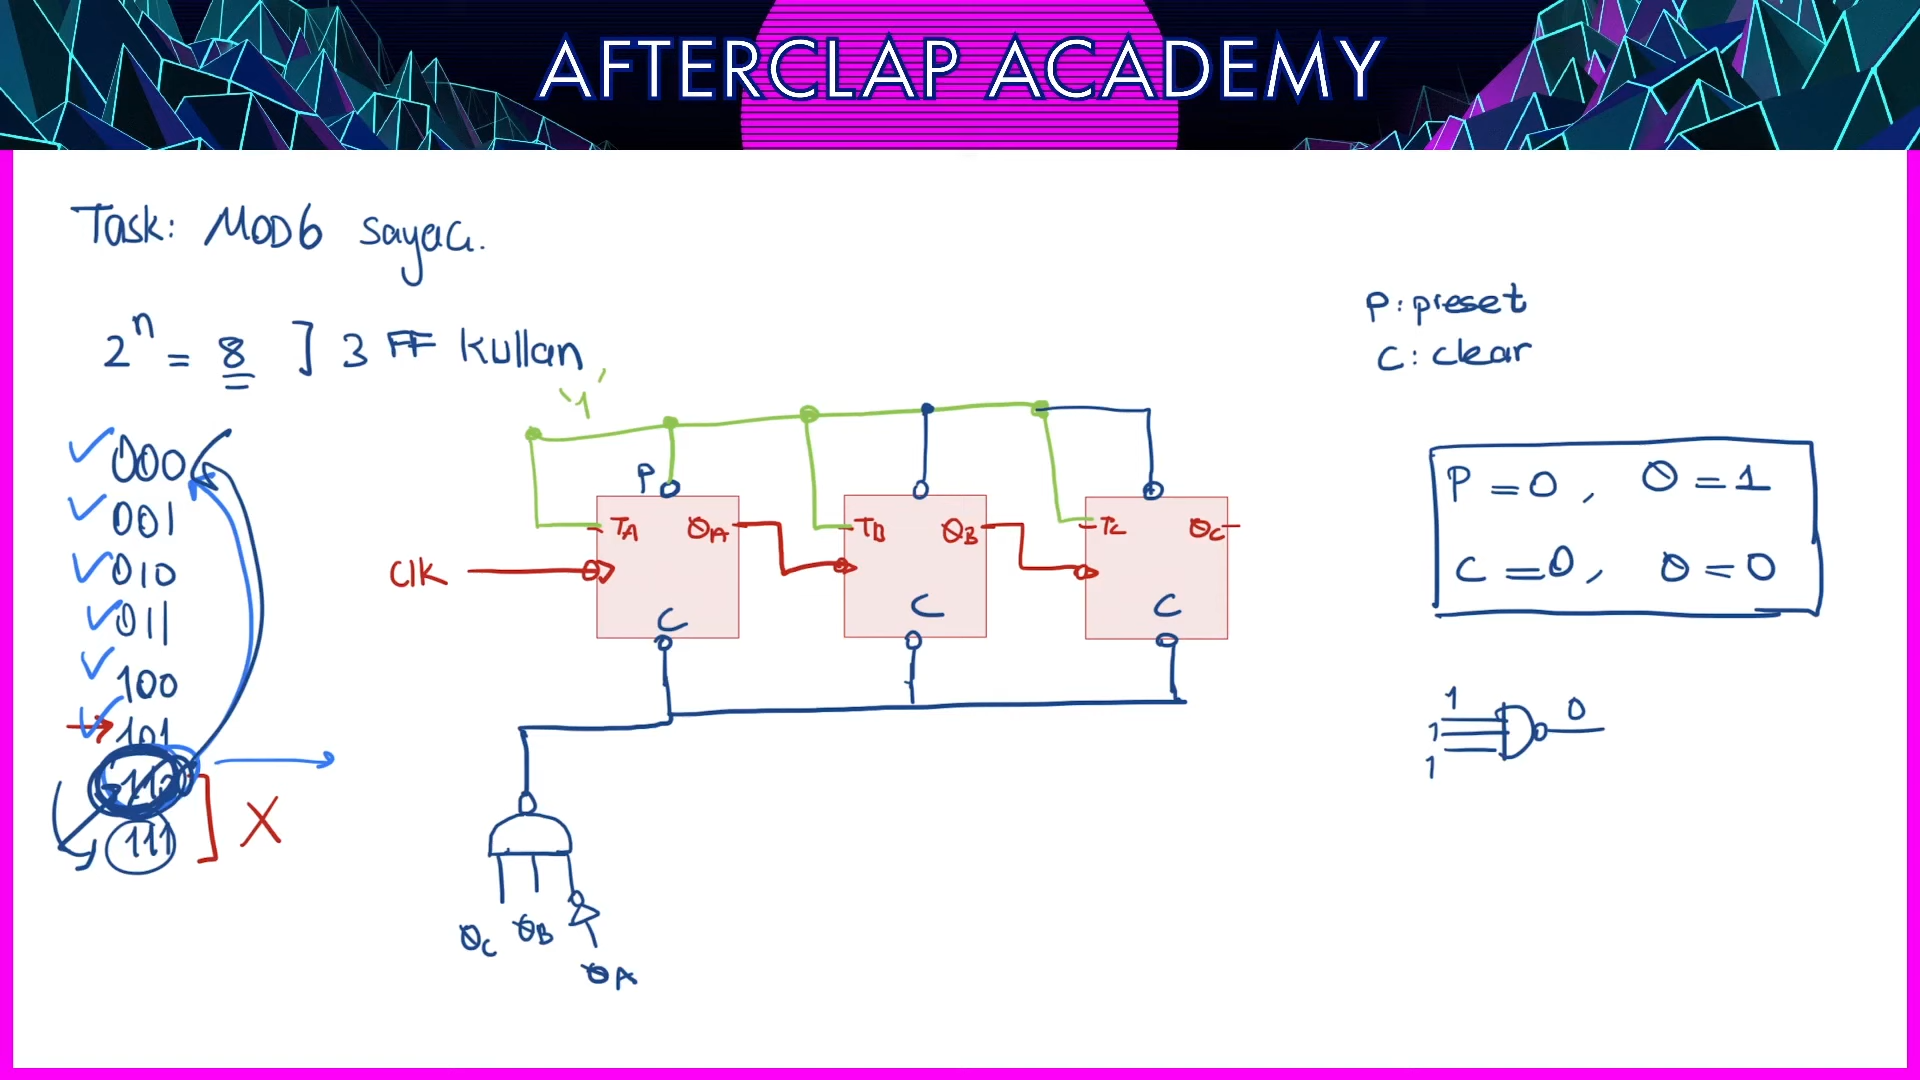 AFTERCLAP ACADEMY
Task: MOD6 sayacı.
2^n = 8 ] 3 FF kullan
P: preset
C: clear
'1'
000
001
010
011
100
101
110
111
X
P
TA QA
TB QB
TC QC
Clk
C
C
C
P = 0, Q = 1
C = 0, Q = 0
1
1
1
0
QC QB
QA